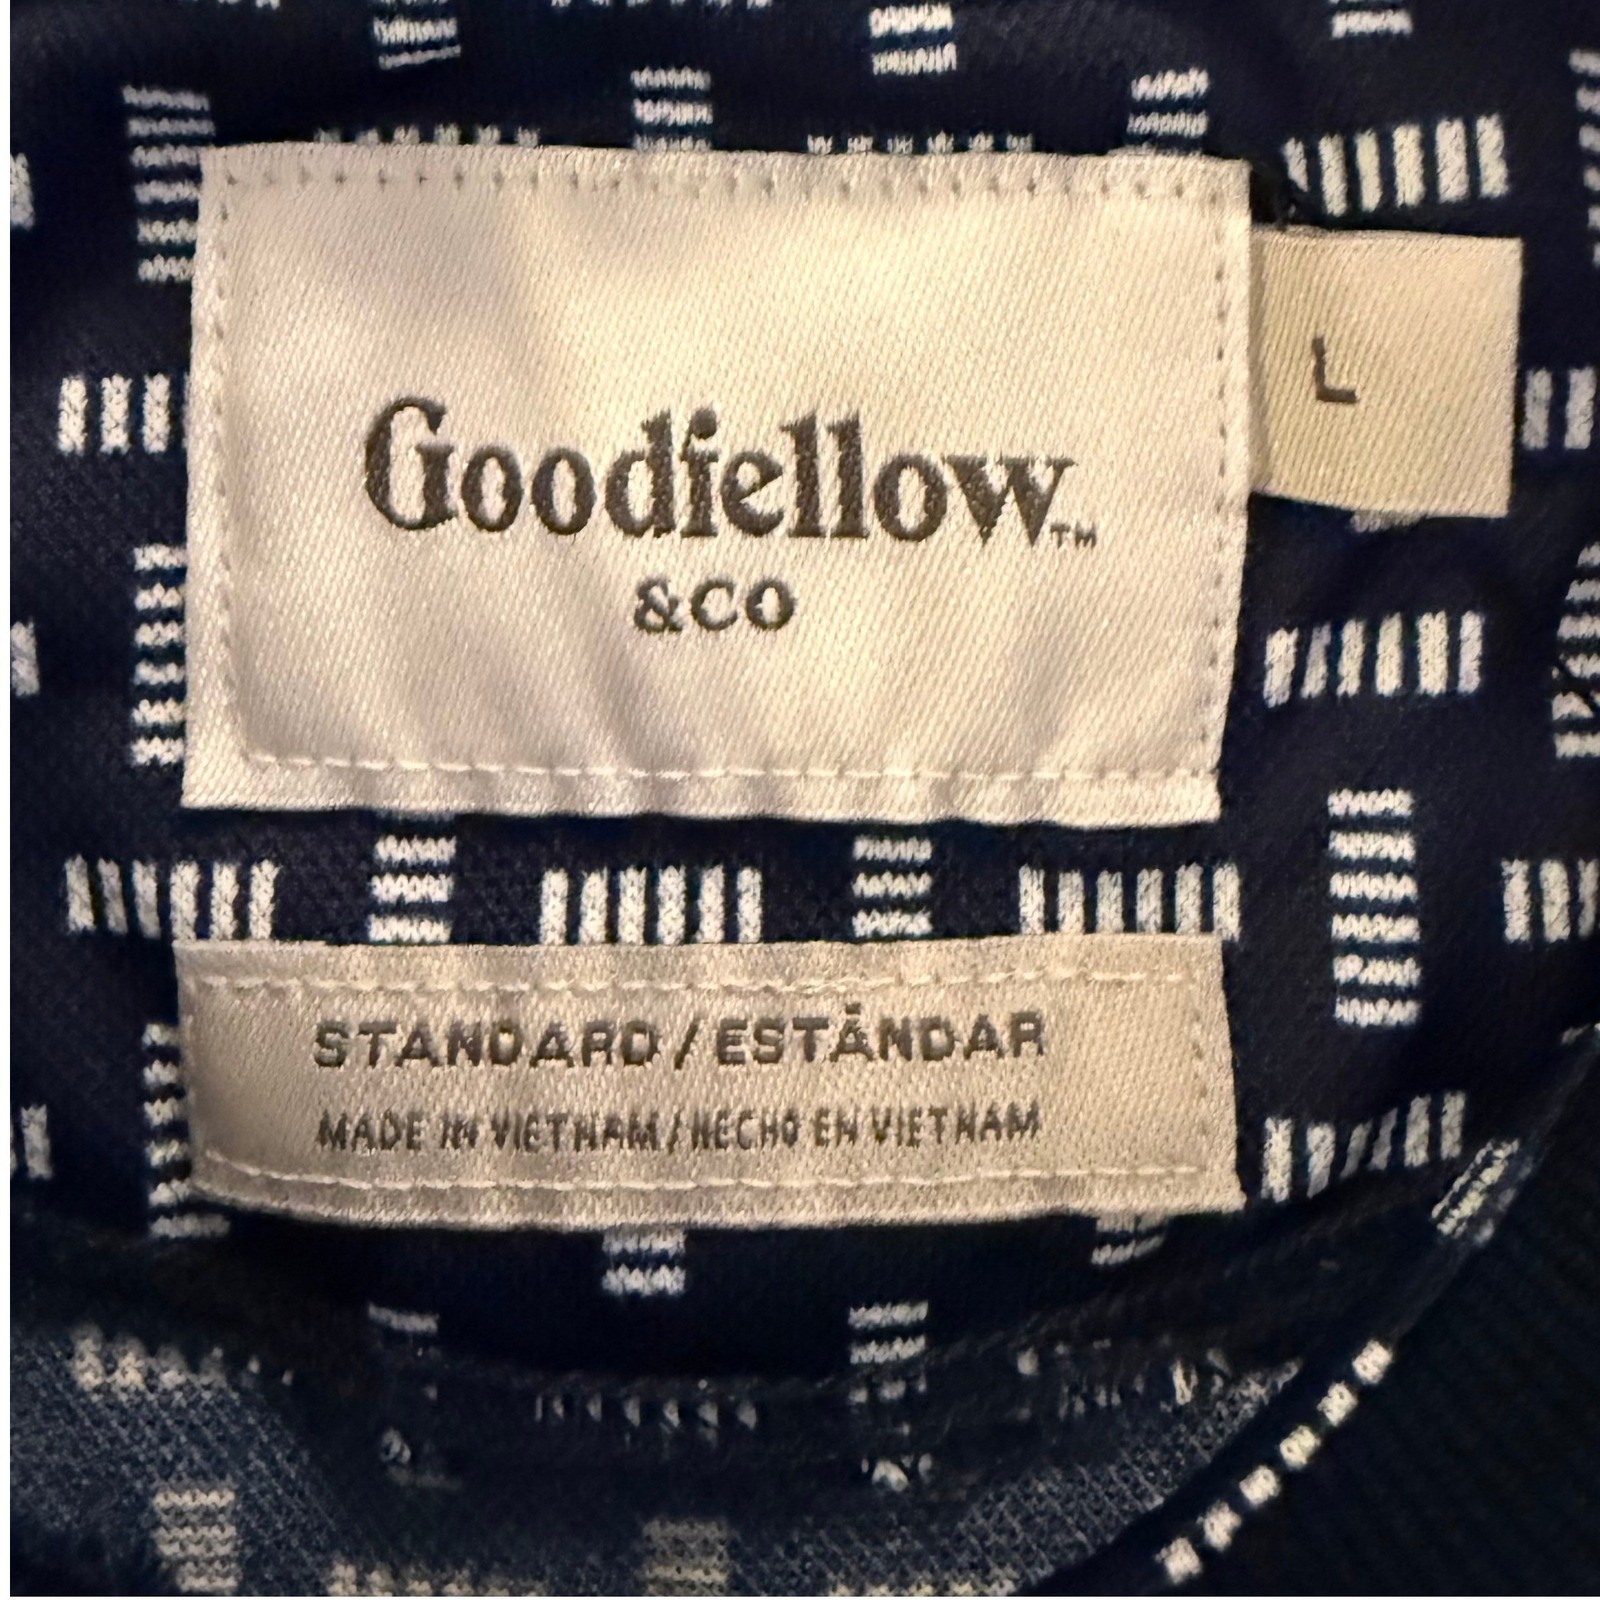 Goodfellow™
&CO
L
STANDARD / ESTÁNDAR
MADE IN VIETNAM / HECHO EN VIETNAM